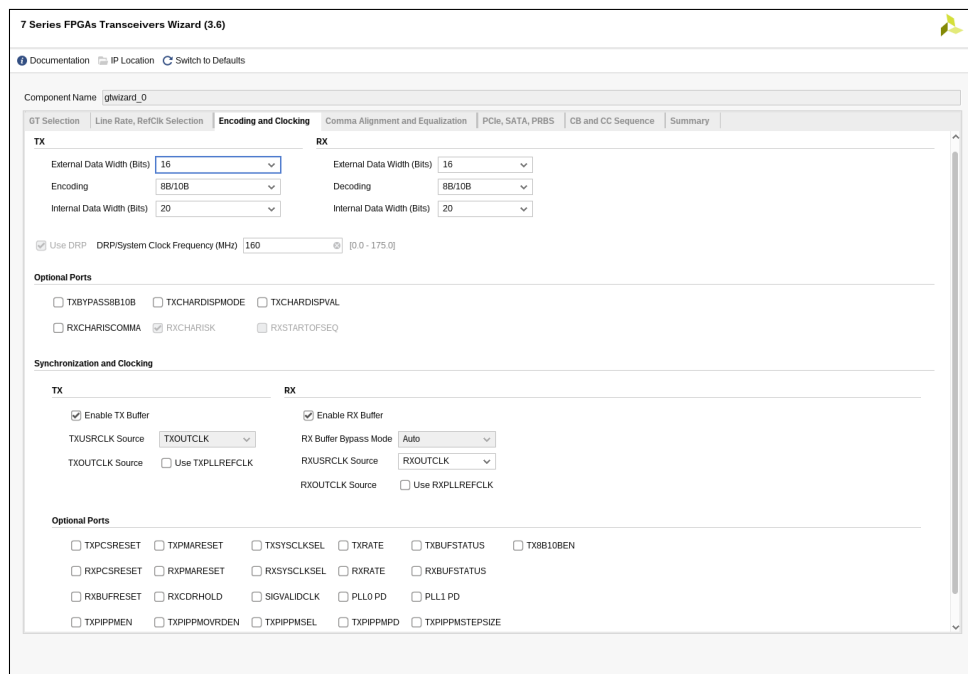 7 Series FPGAs Transceivers Wizard (3.6)
Documentation IP Location Switch to Defaults
Component Name gtwizard_0
GT Selection Line Rate, RefClk Selection Encoding and Clocking Comma Alignment and Equalization PCIe, SATA, PRBS CB and CC Sequence Summary
TX RX
External Data Width (Bits) 16 External Data Width (Bits) 16
Encoding 8B/10B Decoding 8B/10B
Internal Data Width (Bits) 20 Internal Data Width (Bits) 20
Use DRP DRP/System Clock Frequency (MHz) 160 [0.0 - 175.0]
Optional Ports
TXBYPASS8B10B TXCHARDISPMODE TXCHARDISPVAL
RXCHARISCOMMA RXCHARISK RXSTARTOFSEQ
Synchronization and Clocking
TX RX
Enable TX Buffer Enable RX Buffer
TXUSRCLK Source TXOUTCLK RX Buffer Bypass Mode Auto
TXOUTCLK Source Use TXPLLREFCLK RXUSRCLK Source RXOUTCLK
RXOUTCLK Source Use RXPLLREFCLK
Optional Ports
TXPCSRESET TXPMARESET TXSYSCLKSEL TXRATE TXBUFSTATUS TX8B10BEN
RXPCSRESET RXPMARESET RXSYSCLKSEL RXRATE RXBUFSTATUS
RXBUFRESET RXCDRHOLD SIGVALIDCLK PLL0 PD PLL1 PD
TXPIPPMEN TXPIPPMOVRDEN TXPIPPMSEL TXPIPPMPD TXPIPPMSTEPSIZE